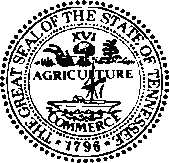 THE GREAT SEAL OF THE STATE OF TENNESSEE
XVI
AGRICULTURE
COMMERCE
1796